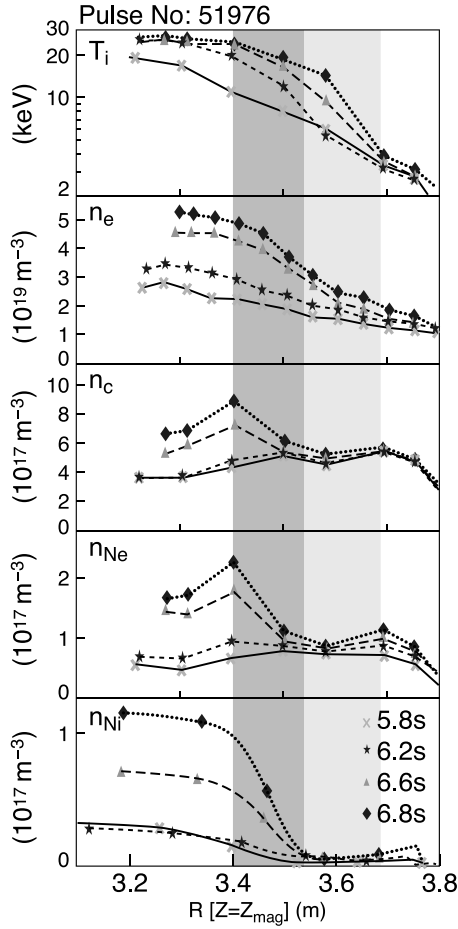 Pulse No: 51976
30
20
10
2
T_i
(keV)
n_e
5
4
3
2
1
0
(10^19 m^−3)
n_c
10
8
6
4
2
0
(10^17 m^−3)
n_Ne
2
1
0
(10^17 m^−3)
n_Ni
1
0
(10^17 m^−3)
5.8s
6.2s
6.6s
6.8s
3.2 3.4 3.6 3.8
R [Z=Z_mag] (m)